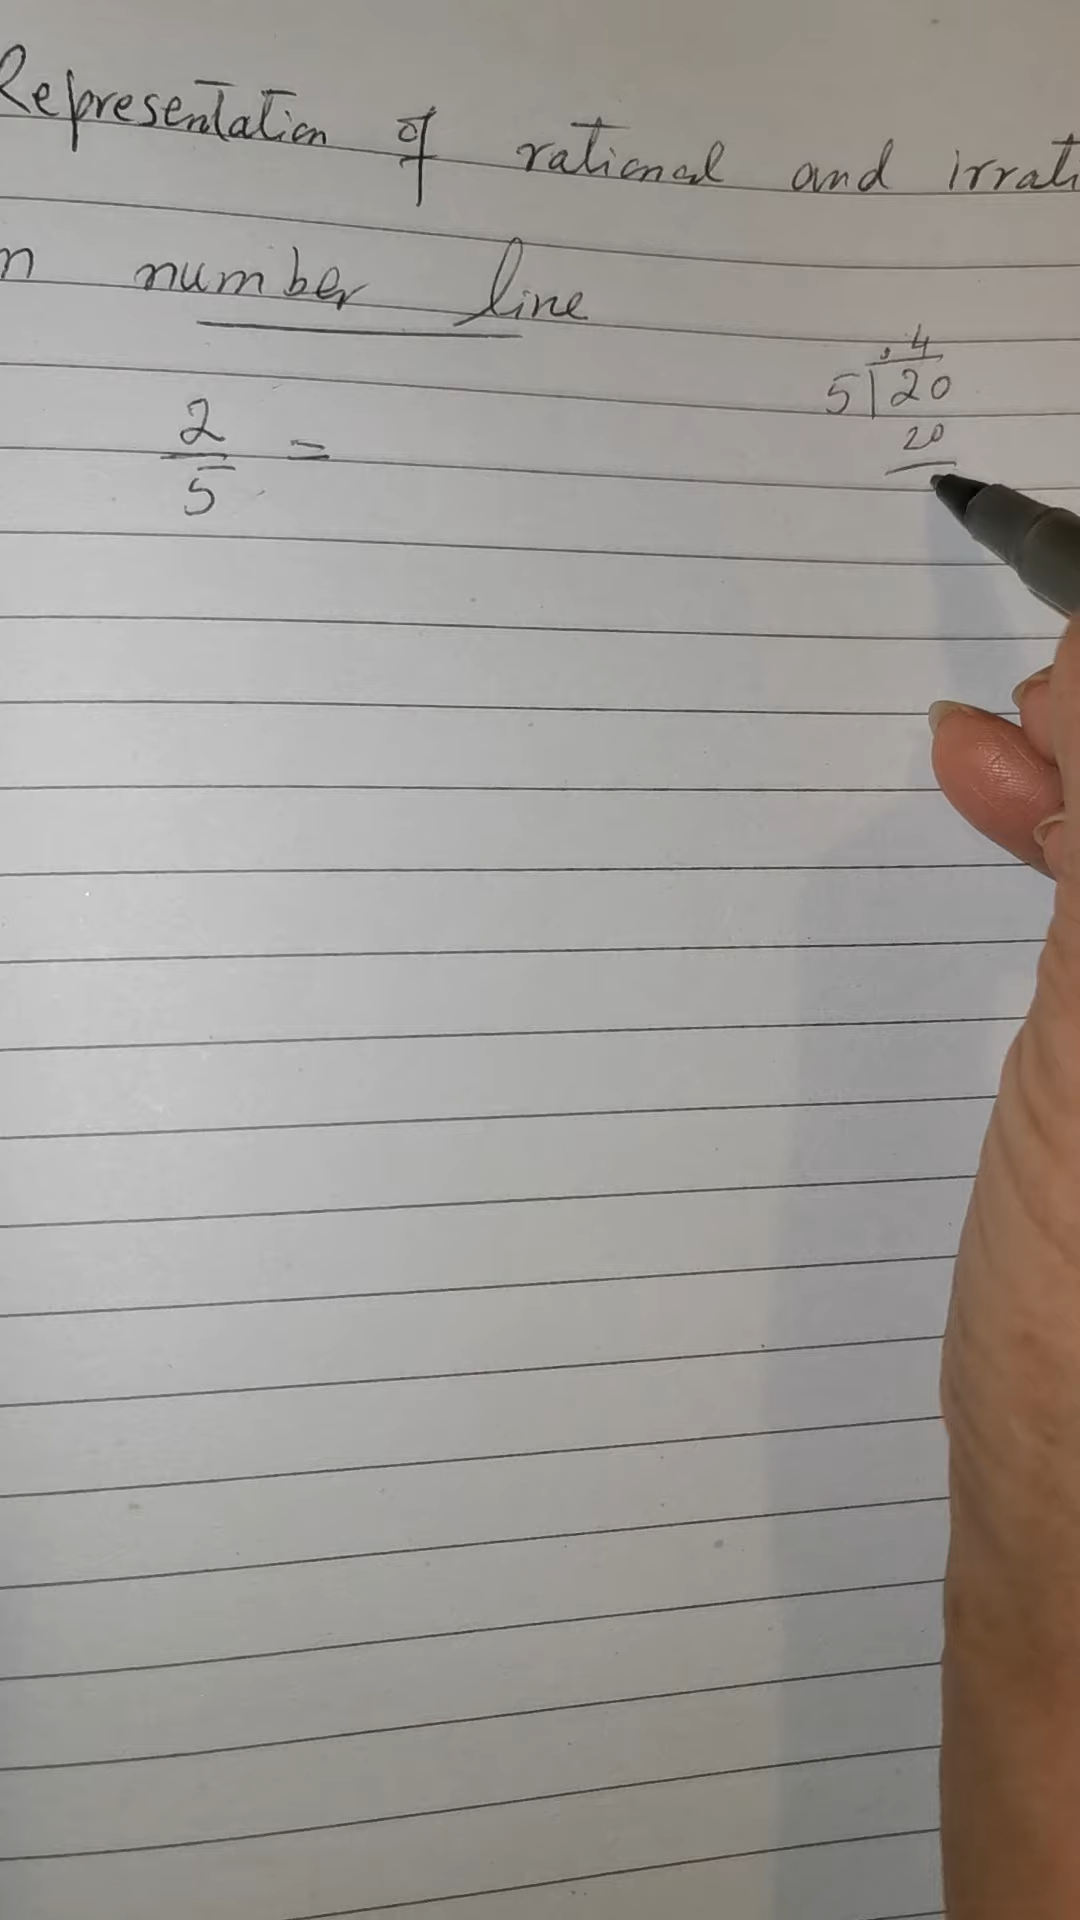 Representation of rational and irrati
n number line
2/5 =
.4
5|20
20